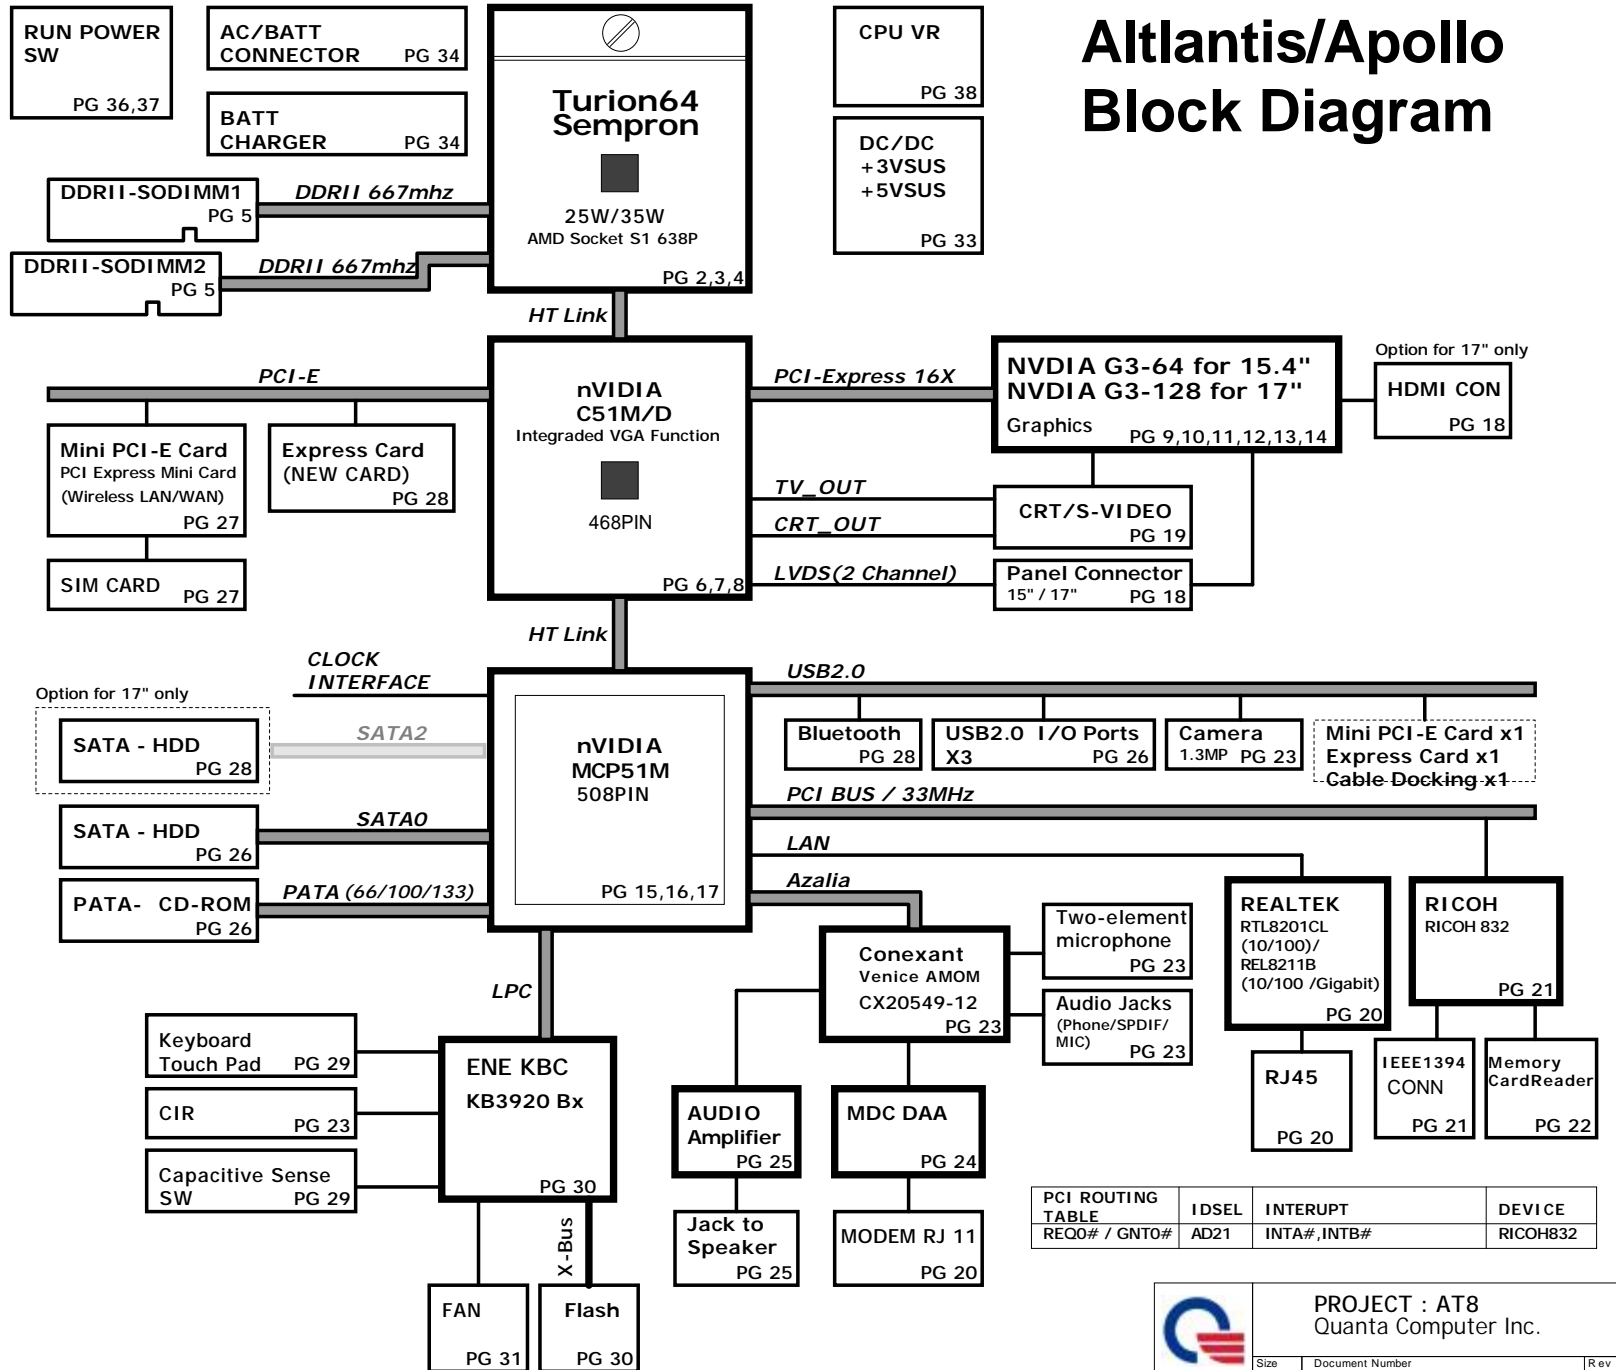 Altlantis/Apollo
Block Diagram
RUN POWER
SW
PG 36,37
AC/BATT
CONNECTOR PG 34
BATT
CHARGER PG 34
Turion64
Sempron
25W/35W
AMD Socket S1 638P
PG 2,3,4
CPU VR
PG 38
DC/DC
+3VSUS
+5VSUS
PG 33
DDRII-SODIMM1
PG 5
DDRII 667mhz
DDRII-SODIMM2
PG 5
DDRII 667mhz
HT Link
PCI-E
nVIDIA
C51M/D
Integraded VGA Function
468PIN
PG 6,7,8
PCI-Express 16X
NVDIA G3-64 for 15.4"
NVDIA G3-128 for 17"
Graphics PG 9,10,11,12,13,14
Option for 17" only
HDMI CON
PG 18
Mini PCI-E Card
PCI Express Mini Card
(Wireless LAN/WAN)
PG 27
Express Card
(NEW CARD)
PG 28
SIM CARD PG 27
TV_OUT
CRT_OUT
CRT/S-VIDEO
PG 19
LVDS(2 Channel)
Panel Connector
15" / 17" PG 18
HT Link
CLOCK
INTERFACE
Option for 17" only
SATA - HDD
PG 28
SATA2
SATA - HDD
PG 26
SATA0
PATA- CD-ROM
PG 26
PATA (66/100/133)
nVIDIA
MCP51M
508PIN
PG 15,16,17
USB2.0
Bluetooth
PG 28
USB2.0 I/O Ports
X3 PG 26
Camera
1.3MP PG 23
Mini PCI-E Card x1
Express Card x1
Cable Docking x1
PCI BUS / 33MHz
LAN
Azalia
Conexant
Venice AMOM
CX20549-12
PG 23
Two-element
microphone
PG 23
Audio Jacks
(Phone/SPDIF/
MIC) PG 23
REALTEK
RTL8201CL
(10/100)/
REL8211B
(10/100 /Gigabit)
PG 20
RICOH
RICOH 832
PG 21
LPC
Keyboard
Touch Pad PG 29
CIR
PG 23
Capacitive Sense
SW PG 29
ENE KBC
KB3920 Bx
PG 30
AUDIO
Amplifier
PG 25
MDC DAA
PG 24
RJ45
PG 20
IEEE1394
CONN
PG 21
Memory
CardReader
PG 22
Jack to
Speaker
PG 25
MODEM RJ 11
PG 20
X-Bus
FAN
PG 31
Flash
PG 30
PCI ROUTING
TABLE IDSEL INTERUPT DEVICE
REQ0# / GNT0# AD21 INTA#,INTB# RICOH832
PROJECT : AT8
Quanta Computer Inc.
Size Document Number Rev